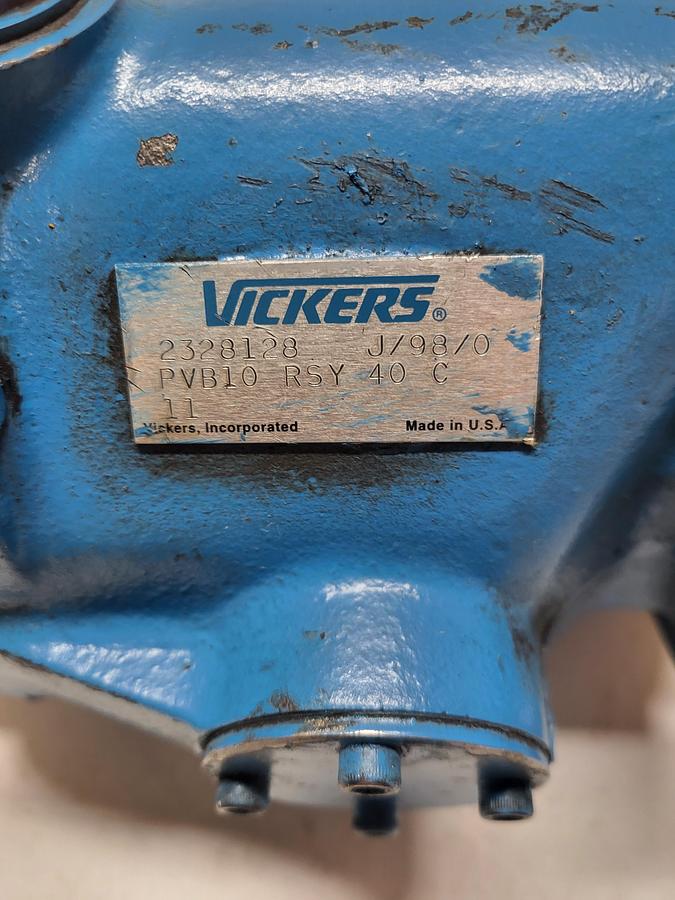 VICKERS®
2328128 J/98/0
PVB10 RSY 40 C
11
Vickers, Incorporated Made in U.S.A